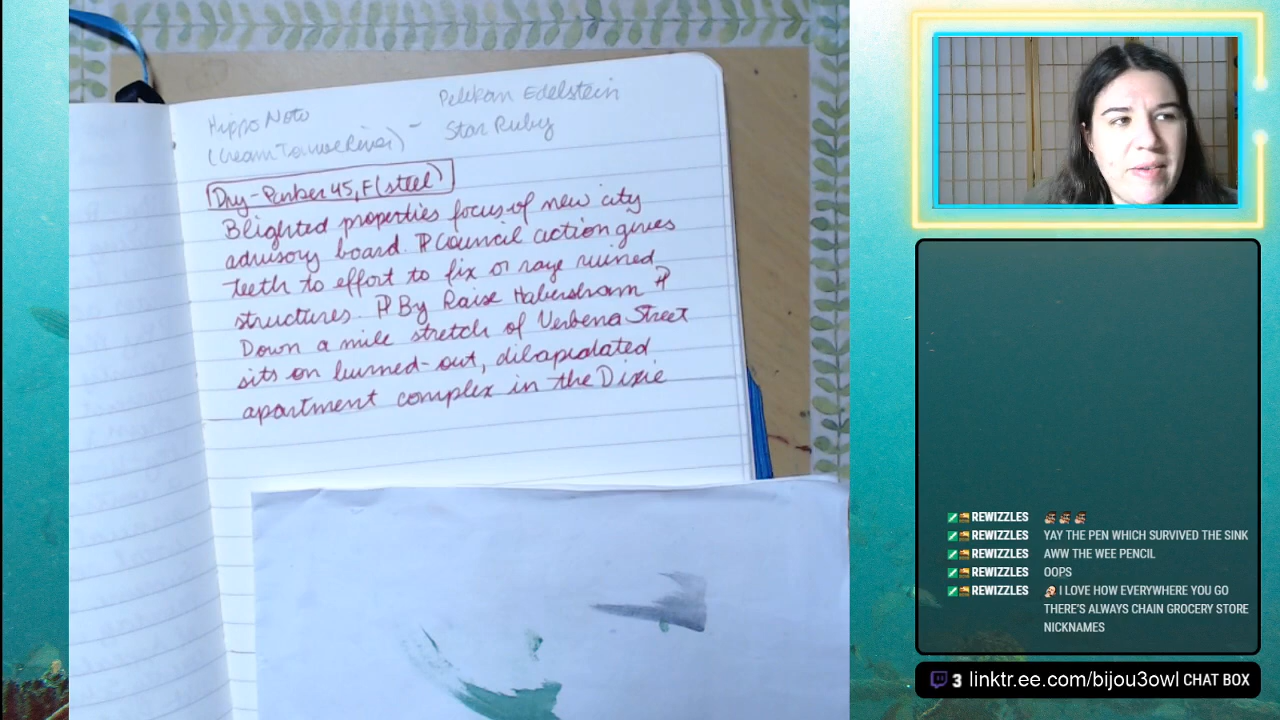 Hippo Noto
(Cream Tomoe River) -
Pelikan Edelstein
Star Ruby
Dry - Parker 45, F (steel)
Blighted properties focus of new city
advisory board. ¶ Council action gives
teeth to effort to fix or raze ruined
structures. ¶ By Raise Habersham ¶
Down a mile stretch of Verbena Street
sits on burned-out, dilapidated
apartment complex in the Dixie
REWIZZLES
REWIZZLES YAY THE PEN WHICH SURVIVED THE SINK
REWIZZLES AWW THE WEE PENCIL
REWIZZLES OOPS
REWIZZLES I LOVE HOW EVERYWHERE YOU GO
THERE'S ALWAYS CHAIN GROCERY STORE
NICKNAMES
3 linktr.ee.com/bijou3owl CHAT BOX